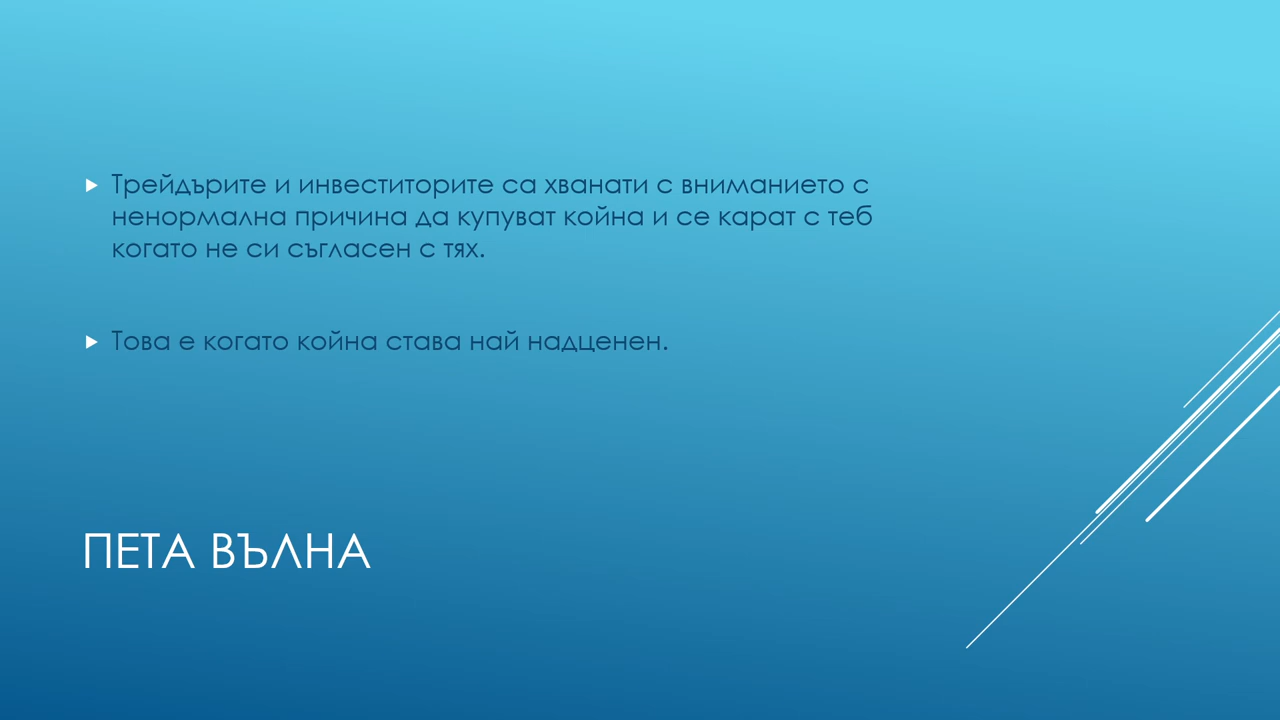 Трейдърите и инвеститорите са хванати с вниманието с
ненормална причина да купуват койна и се карат с теб
когато не си съгласен с тях.
Това е когато койна става най надценен.
ПЕТА ВЪЛНА